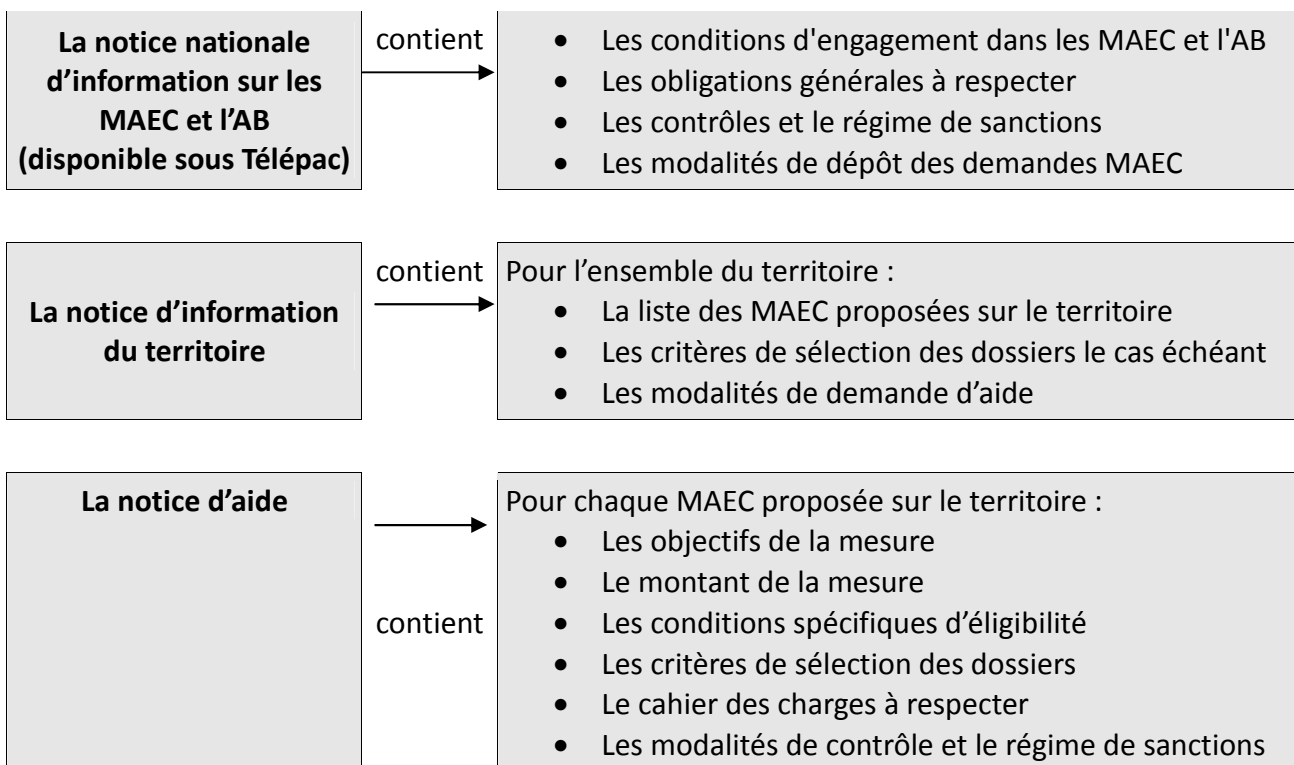 La notice nationale
d’information sur les
MAEC et l’AB
(disponible sous Télépac)
contient
• Les conditions d'engagement dans les MAEC et l'AB
• Les obligations générales à respecter
• Les contrôles et le régime de sanctions
• Les modalités de dépôt des demandes MAEC
La notice d’information
du territoire
contient
Pour l’ensemble du territoire :
• La liste des MAEC proposées sur le territoire
• Les critères de sélection des dossiers le cas échéant
• Les modalités de demande d’aide
La notice d’aide
contient
Pour chaque MAEC proposée sur le territoire :
• Les objectifs de la mesure
• Le montant de la mesure
• Les conditions spécifiques d’éligibilité
• Les critères de sélection des dossiers
• Le cahier des charges à respecter
• Les modalités de contrôle et le régime de sanctions